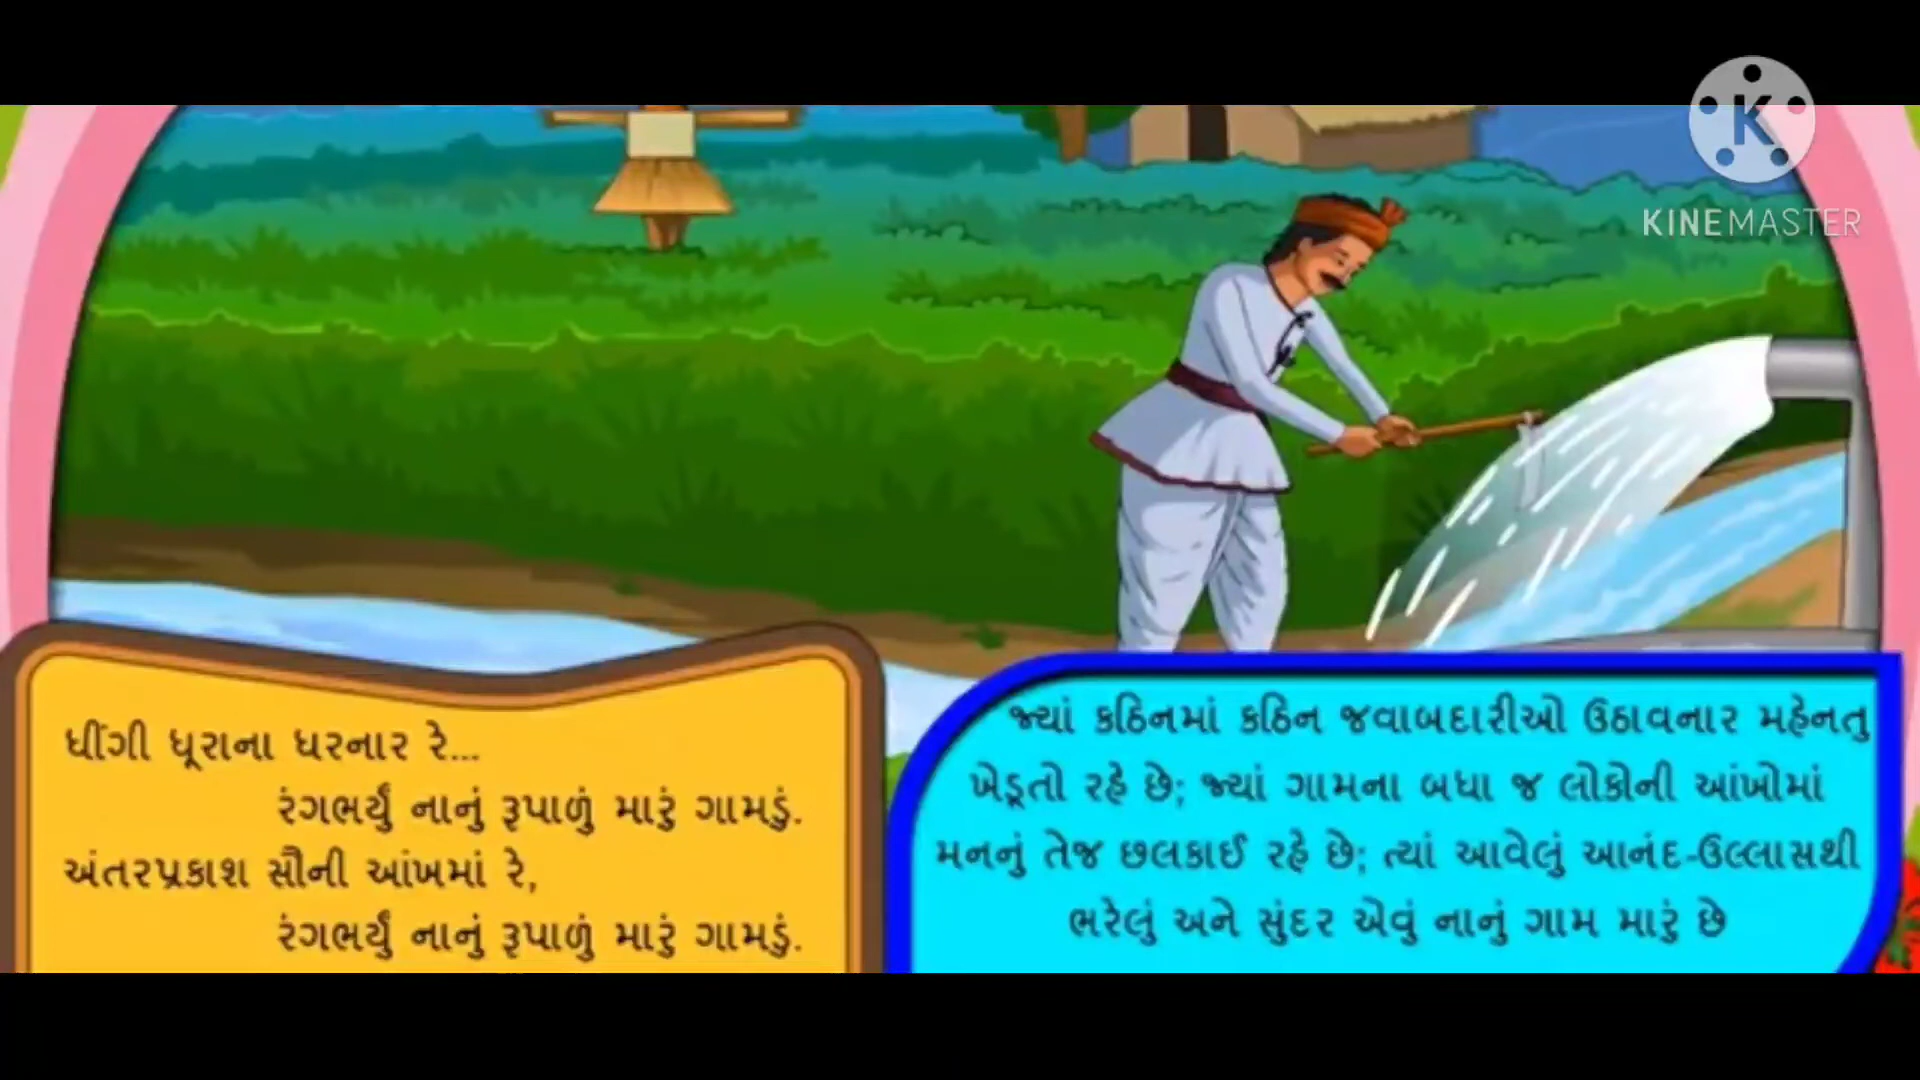 KINEMASTER
ધીંગી ધૂરાના ધરનાર રે...
રંગભર્યું નાનું રૂપાળું મારું ગામડું.
અંતરપ્રકાશ સૌની આંખમાં રે,
રંગભર્યું નાનું રૂપાળું મારું ગામડું.
જ્યાં કઠિનમાં કઠિન જવાબદારીઓ ઉઠાવનાર મહેનતુ
ખેડૂતો રહે છે; જ્યાં ગામના બધા જ લોકોની આંખોમાં
મનનું તેજ છલકાઈ રહે છે; ત્યાં આવેલું આનંદ-ઉલ્લાસથી
ભરેલું અને સુંદર એવું નાનું ગામ મારું છે